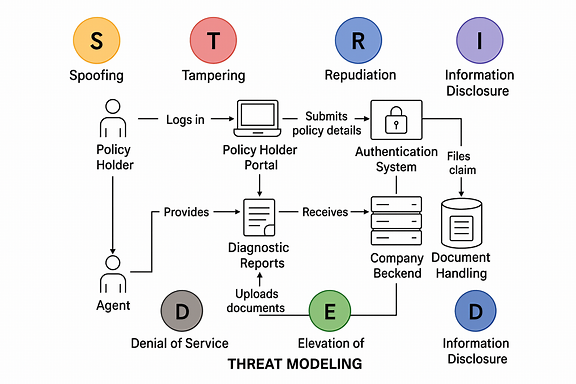 S
T
R
I
Spoofing
Tampering
Repudiation
Information
Disclosure
Logs in
Submits
policy details
Policy
Holder
Policy Holder
Portal
Authentication
System
Files
claim
Provides
Receives
Diagnostic
Reports
Company
Beckend
Document
Handling
Agent
Uploads
documents
D
E
D
Denial of Service
Elevation of
Information
Disclosure
THREAT MODELING